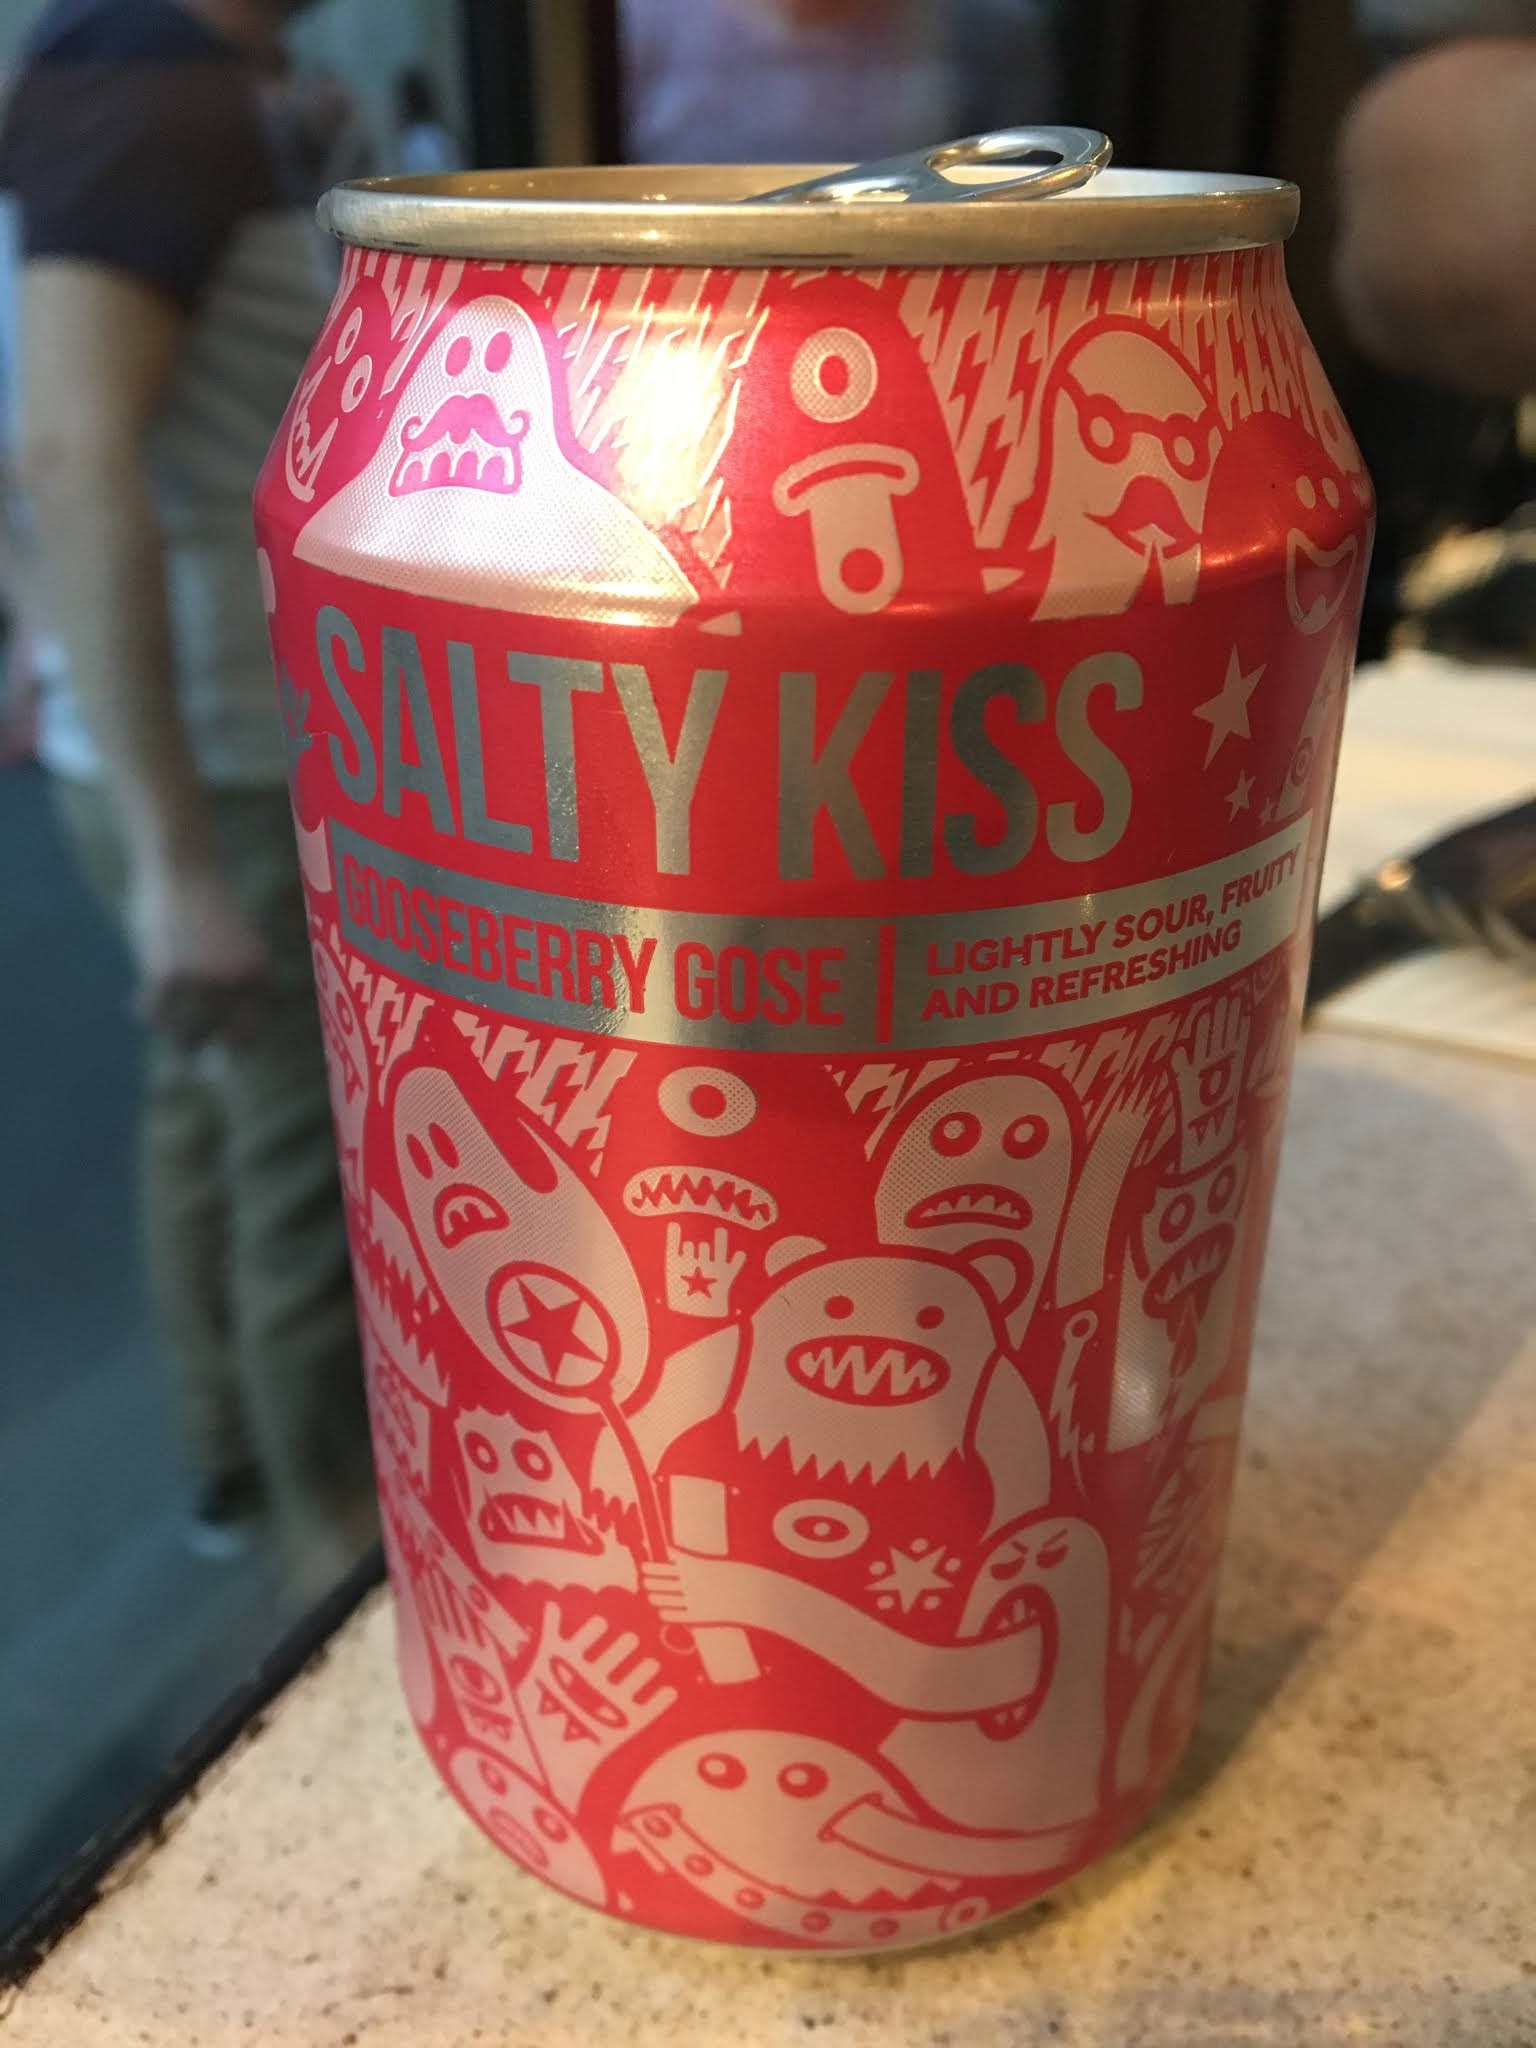 SALTY KISS
GOOSEBERRY GOSE
LIGHTLY SOUR, FRUITY
AND REFRESHING